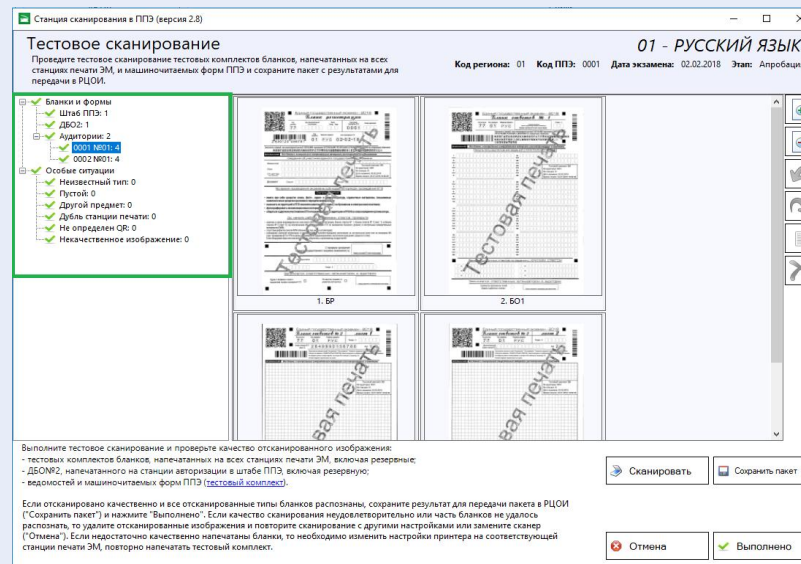 Станция сканирования в ППЭ (версия 2.8)
Тестовое сканирование
Проведите тестовое сканирование тестовых комплектов бланков, напечатанных на всех
станциях печати ЭМ, и машиночитаемых форм ППЭ и сохраните пакет с результатами для
передачи в РЦОИ.
01 - РУССКИЙ ЯЗЫК
Код региона: 01 Код ППЭ: 0001 Дата экзамена: 02.02.2018 Этап: Апробаци
Бланки и формы
Штаб ППЭ: 1
ДБО2: 1
Аудитории: 2
0001 №01: 4
0002 №01: 4
Особые ситуации
Неизвестный тип: 0
Пустой: 0
Другой предмет: 0
Дубль станции печати: 0
Не определен QR: 0
Некачественное изображение: 0
Тестовая печать
Тестовая печать
1. БР
2. БО1
вая печать
вая печать
Выполните тестовое сканирование и проверьте качество отсканированного изображения:
- тестовых комплектов бланков, напечатанных на всех станциях печати ЭМ, включая резервные;
- ДБО№2, напечатанного на станции авторизации в штабе ППЭ, включая резервную;
- ведомостей и машиночитаемых форм ППЭ (тестовый комплект).
Сканировать
Сохранить пакет
Если отсканировано качественно и все отсканированные типы бланков распознаны, сохраните результат для передачи пакета в РЦОИ
("Сохранить пакет") и нажмите "Выполнено". Если качество сканирования неудовлетворительно или часть бланков не удалось
распознать, то удалите отсканированные изображения и повторите сканирование с другими настройками или замените сканер
("Отмена"). Если недостаточно качественно напечатаны бланки, то необходимо изменить настройки принтера на соответствующей
станции печати ЭМ, повторно напечатать тестовый комплект.
Отмена
Выполнено